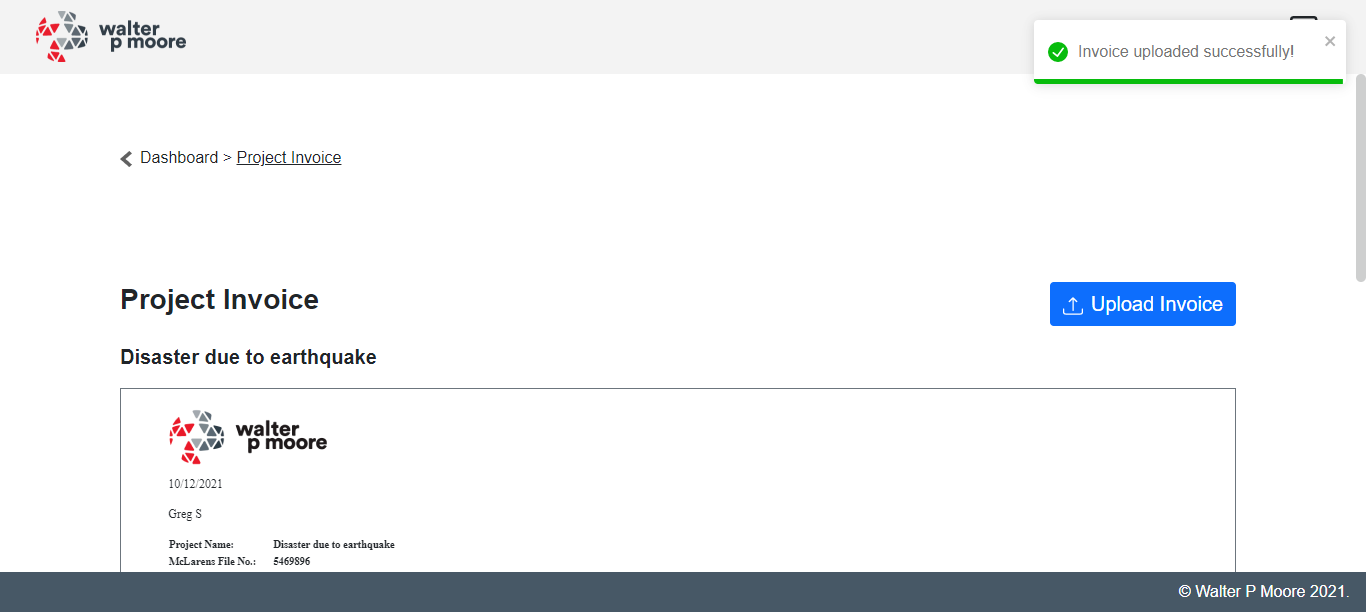 walter
p moore
Invoice uploaded successfully!
Dashboard > Project Invoice
Project Invoice
Upload Invoice
Disaster due to earthquake
walter
p moore
10/12/2021
Greg S
Project Name: Disaster due to earthquake
McLarens File No.: 5469896
© Walter P Moore 2021.